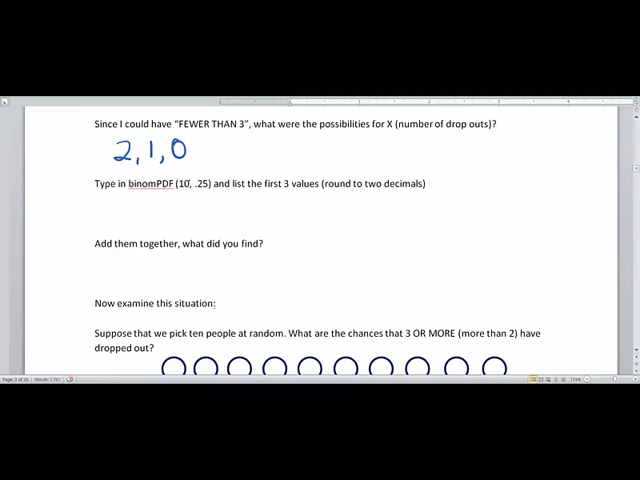 Since I could have "FEWER THAN 3", what were the possibilities for X (number of drop outs)?
2, 1, 0
Type in binomPDF (10, .25) and list the first 3 values (round to two decimals)
Add them together, what did you find?
Now examine this situation:
Suppose that we pick ten people at random. What are the chances that 3 OR MORE (more than 2) have
dropped out?